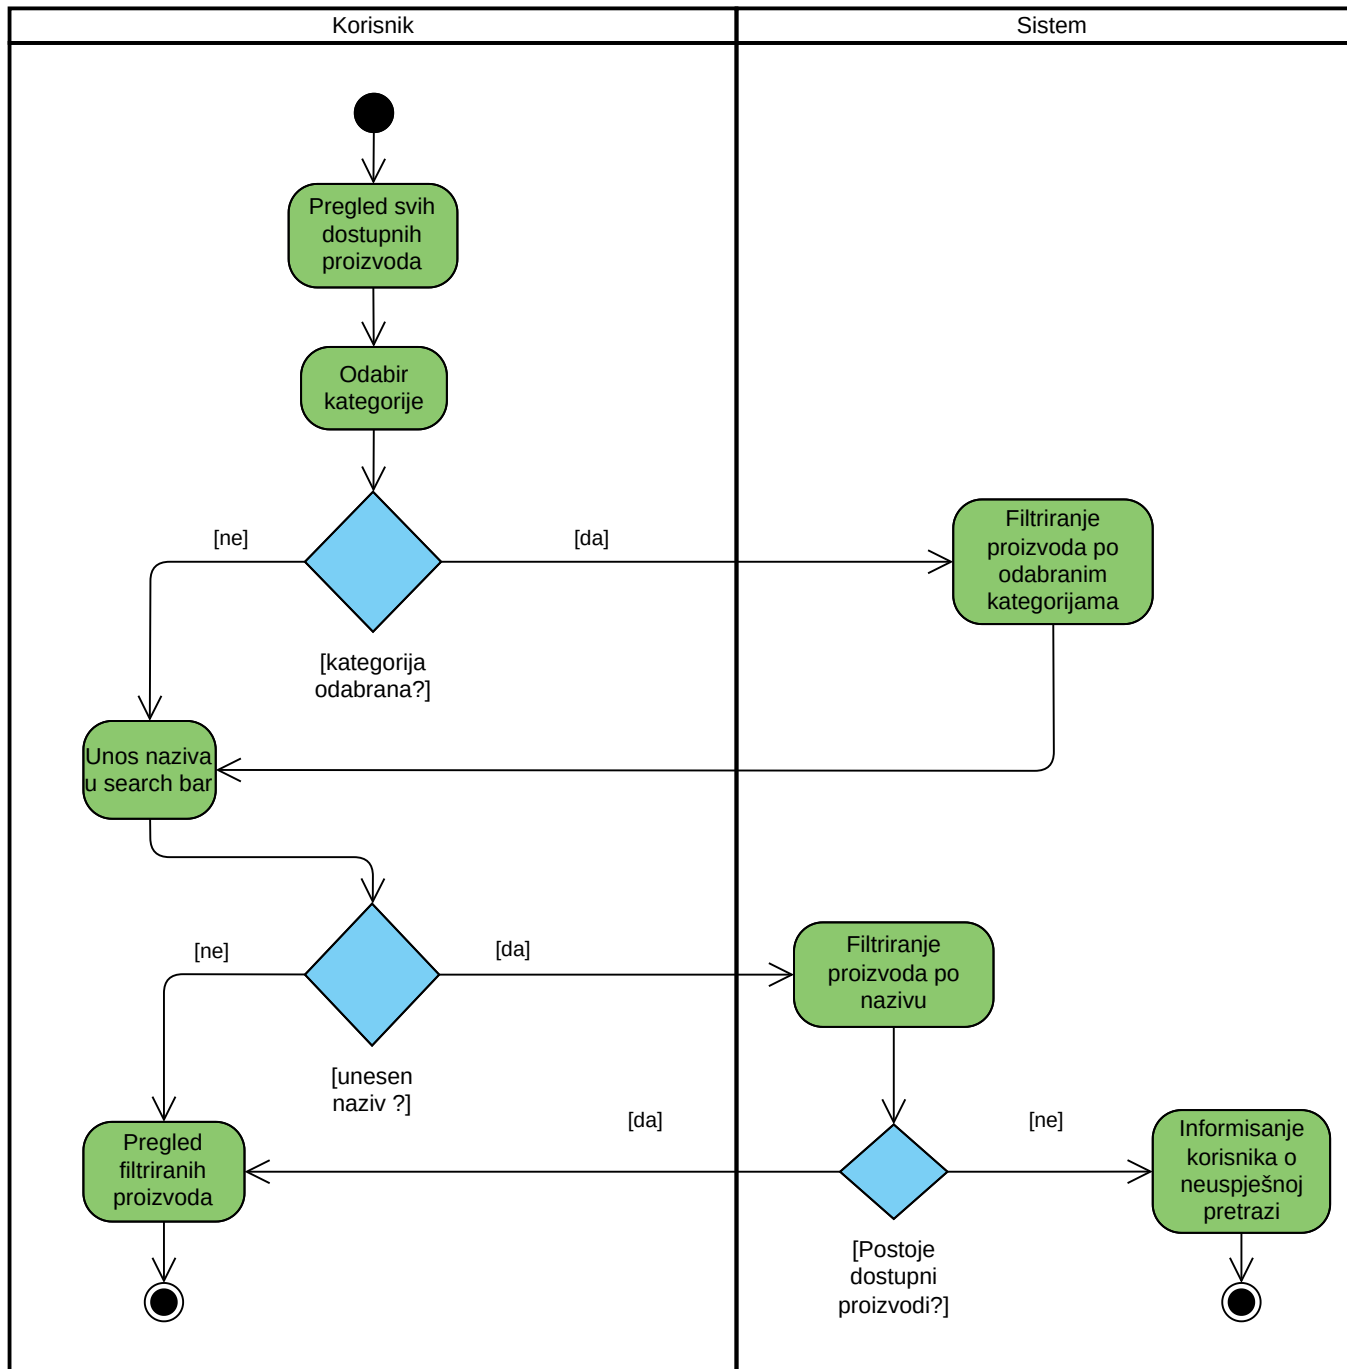 Korisnik
Sistem
Pregled svih
dostupnih
proizvoda
Odabir
kategorije
[ne]
[da]
Filtriranje
proizvoda po
odabranim
kategorijama
[kategorija
odabrana?]
Unos naziva
u search bar
[ne]
[da]
Filtriranje
proizvoda po
nazivu
[unesen
naziv ?]
[da]
[ne]
Pregled
filtriranih
proizvoda
Informisanje
korisnika o
neuspješnoj
pretrazi
[Postoje
dostupni
proizvodi?]